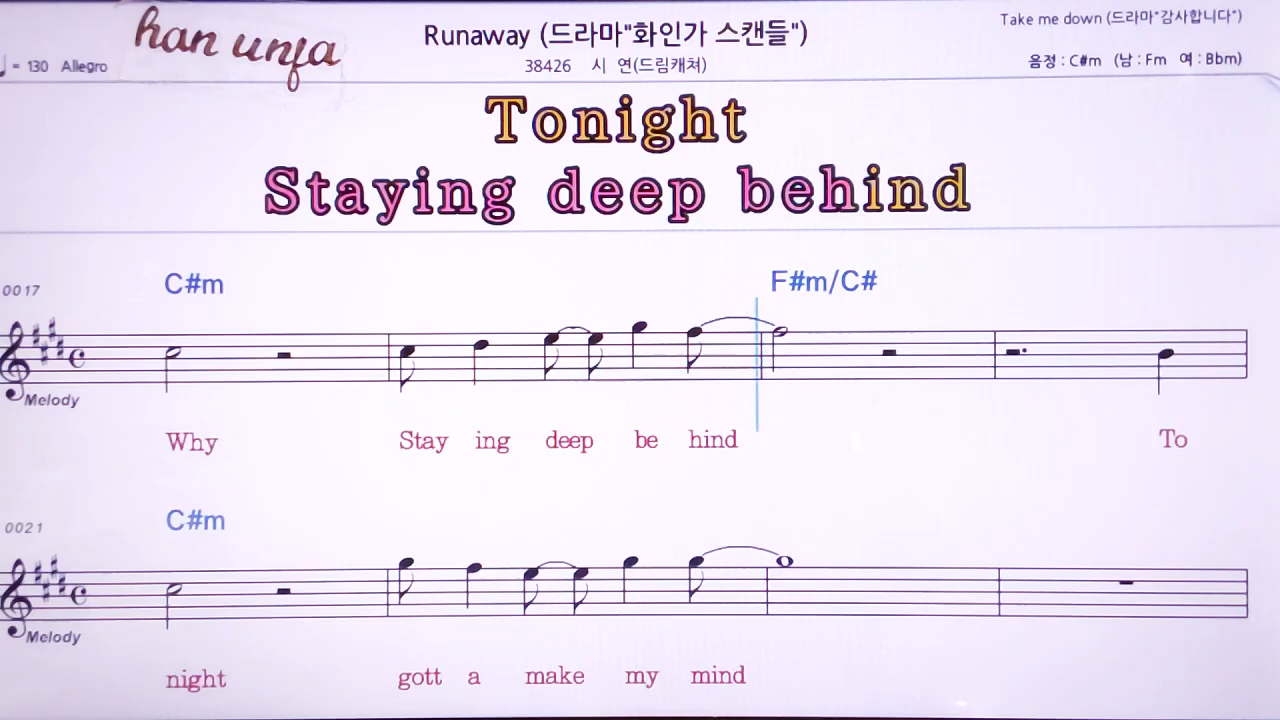 han unja
Runaway (드라마"화인가 스캔들")
Take me down (드라마"감사합니다")
♩ = 130 Allegro
38426 시 연(드림캐쳐)
음정 : C#m (남 : Fm 여 : Bbm)
Tonight
Staying deep behind
C#m F#m/C#
0017
Melody
Why Stay ing deep be hind To
C#m
0021
Melody
night gott a make my mind